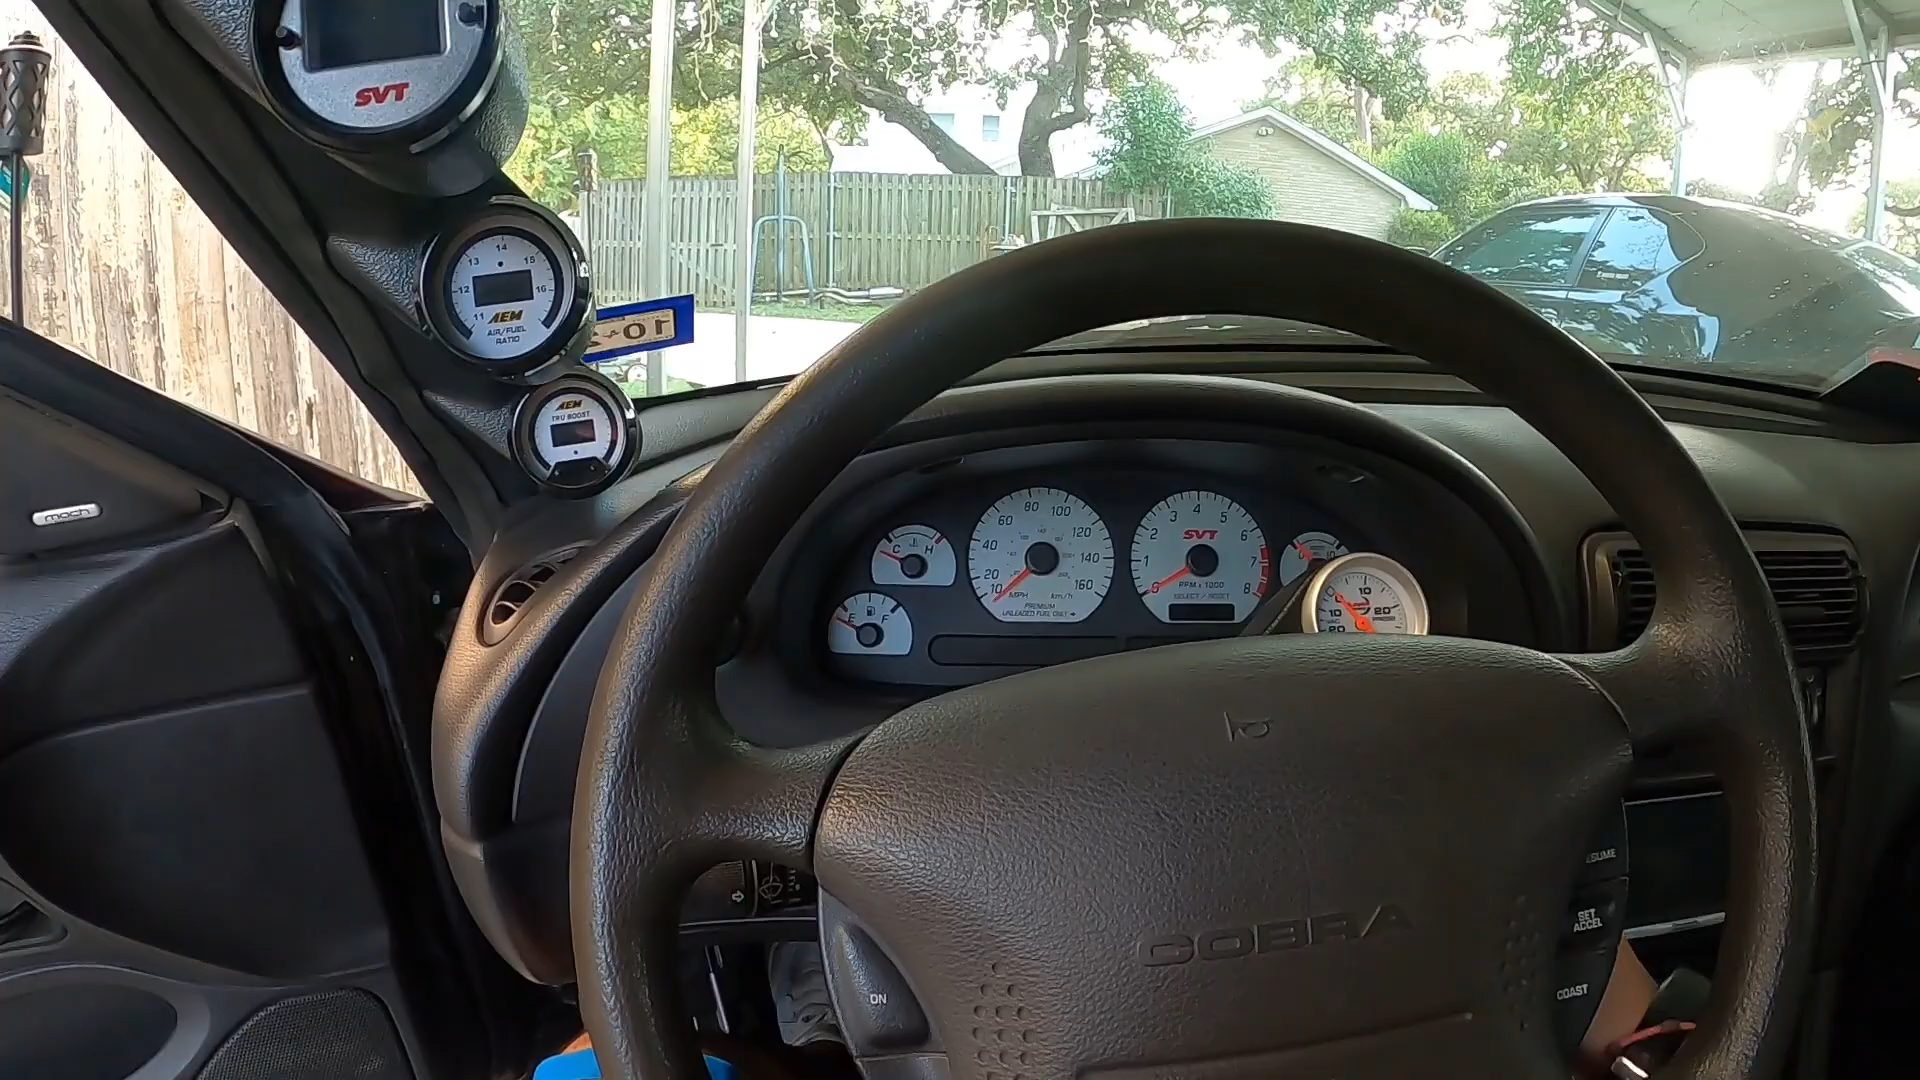 SVT
14
13
15
12
16
11
AEM
AIR/FUEL
RATIO
AEM
TRU BOOST
mach
C H
E F
10 20 40 60 80 100 120 140 160
MPH
km/h
PREMIUM
UNLEADED FUEL ONLY
0 1 2 3 4 5 6 7 8
SVT
RPM x 1000
SELECT / RESET
0 10
10 20
VAC
20
COBRA
ON
SET
ACCEL
COAST